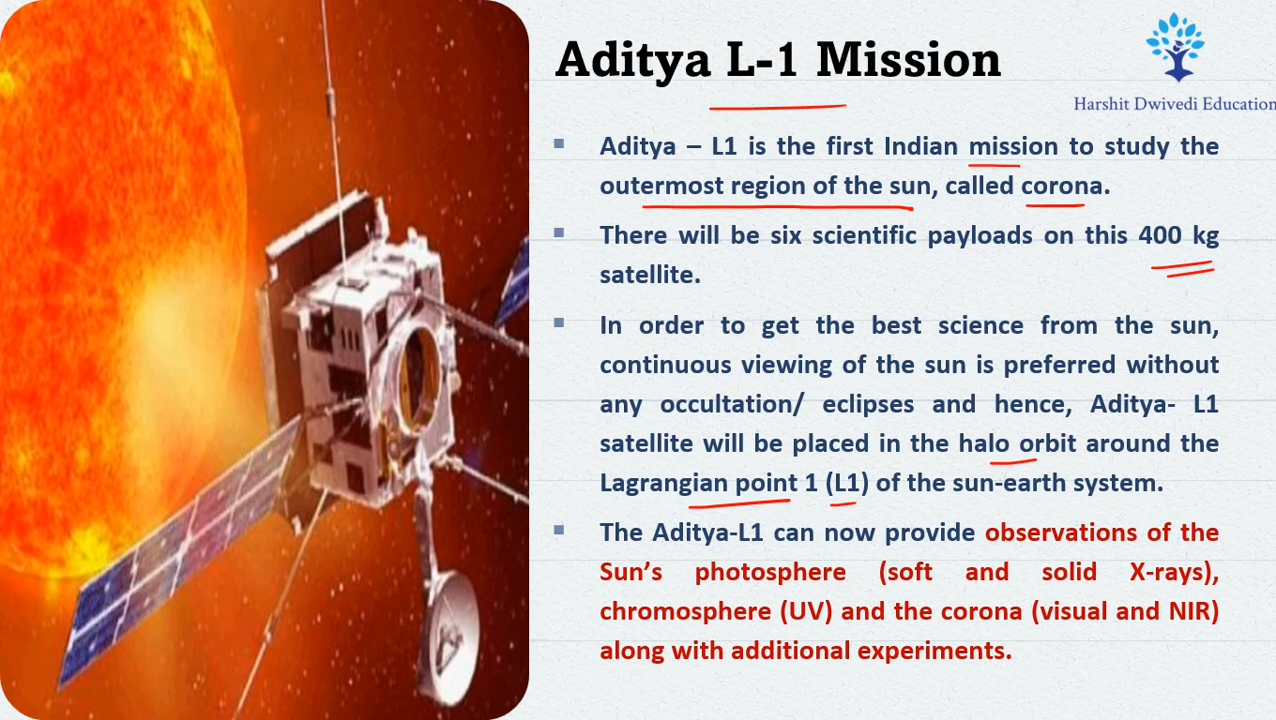 Aditya L-1 Mission
Harshit Dwivedi Education
▪ Aditya – L1 is the first Indian mission to study the
outermost region of the sun, called corona.
▪ There will be six scientific payloads on this 400 kg
satellite.
▪ In order to get the best science from the sun,
continuous viewing of the sun is preferred without
any occultation/ eclipses and hence, Aditya- L1
satellite will be placed in the halo orbit around the
Lagrangian point 1 (L1) of the sun-earth system.
▪ The Aditya-L1 can now provide observations of the
Sun’s photosphere (soft and solid X-rays),
chromosphere (UV) and the corona (visual and NIR)
along with additional experiments.